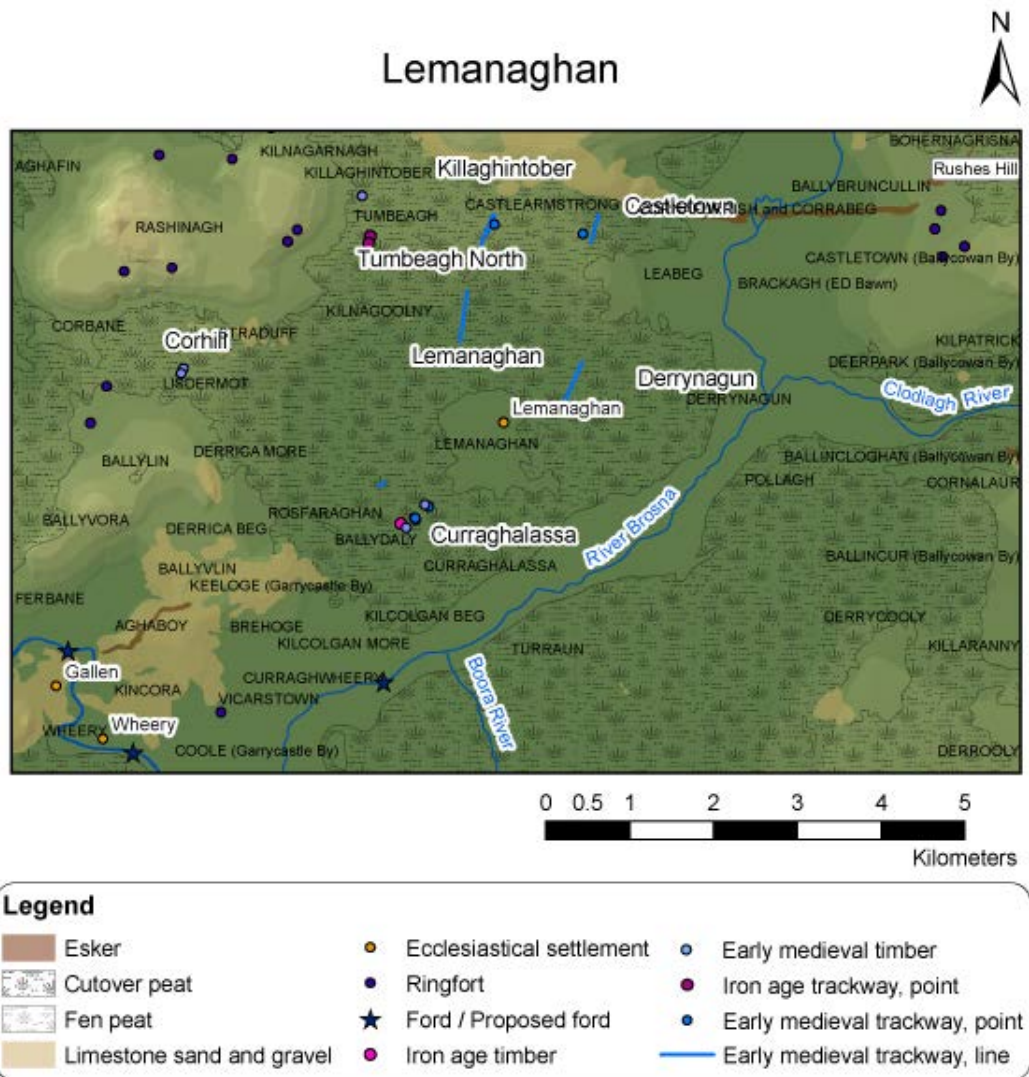 N
Lemanaghan
BOHERNAGRISNA
AGHAFIN
KILNAGARNAGH
KILLAGHINTOBER
Killaghintober
Rushes Hill
BALLYBRUNCULLIN
TUMBEAGH
CASTLEARMSTRONG
Castletown
RISH and CORRABEG
RASHINAGH
Tumbeagh North
CASTLETOWN (Ballycowan By)
LEABEG
BRACKAGH (ED Bawn)
KILNAGOOLNY
CORBANE
STRADUFF
Corhill
KILPATRICK
Lemanaghan
DEERPARK (Ballycowan By)
LISDERMOT
Derrynagun
DERRYNAGUN
Clodiagh River
Lemanaghan
LEMANAGHAN
DERRICA MORE
BALLYLIN
BALLINCLOGHAN (Ballycowan By)
POLLAGH
CORNALAUR
ROSFARAGHAN
BALLYVORA
DERRICA BEG
River Brosna
BALLYDALY
Curraghalassa
BALLINCUR (Ballycowan By)
CURRAGHALASSA
BALLYVLIN
KEELOGE (Garrycastle By)
FERBANE
KILCOLGAN BEG
DERRYCOOLY
AGHABOY
BREHOGE
KILCOLGAN MORE
TURRAUN
KILLARANNY
Gallen
CURRAGHWHEERY
KINCORA
VICARSTOWN
Boora River
Wheery
WHEERY
COOLE (Garrycastle By)
DERROOLY
0 0.5 1 2 3 4 5
Kilometers
Legend
Esker
Cutover peat
Fen peat
Limestone sand and gravel
Ecclesiastical settlement
Ringfort
Ford / Proposed ford
Iron age timber
Early medieval timber
Iron age trackway, point
Early medieval trackway, point
Early medieval trackway, line